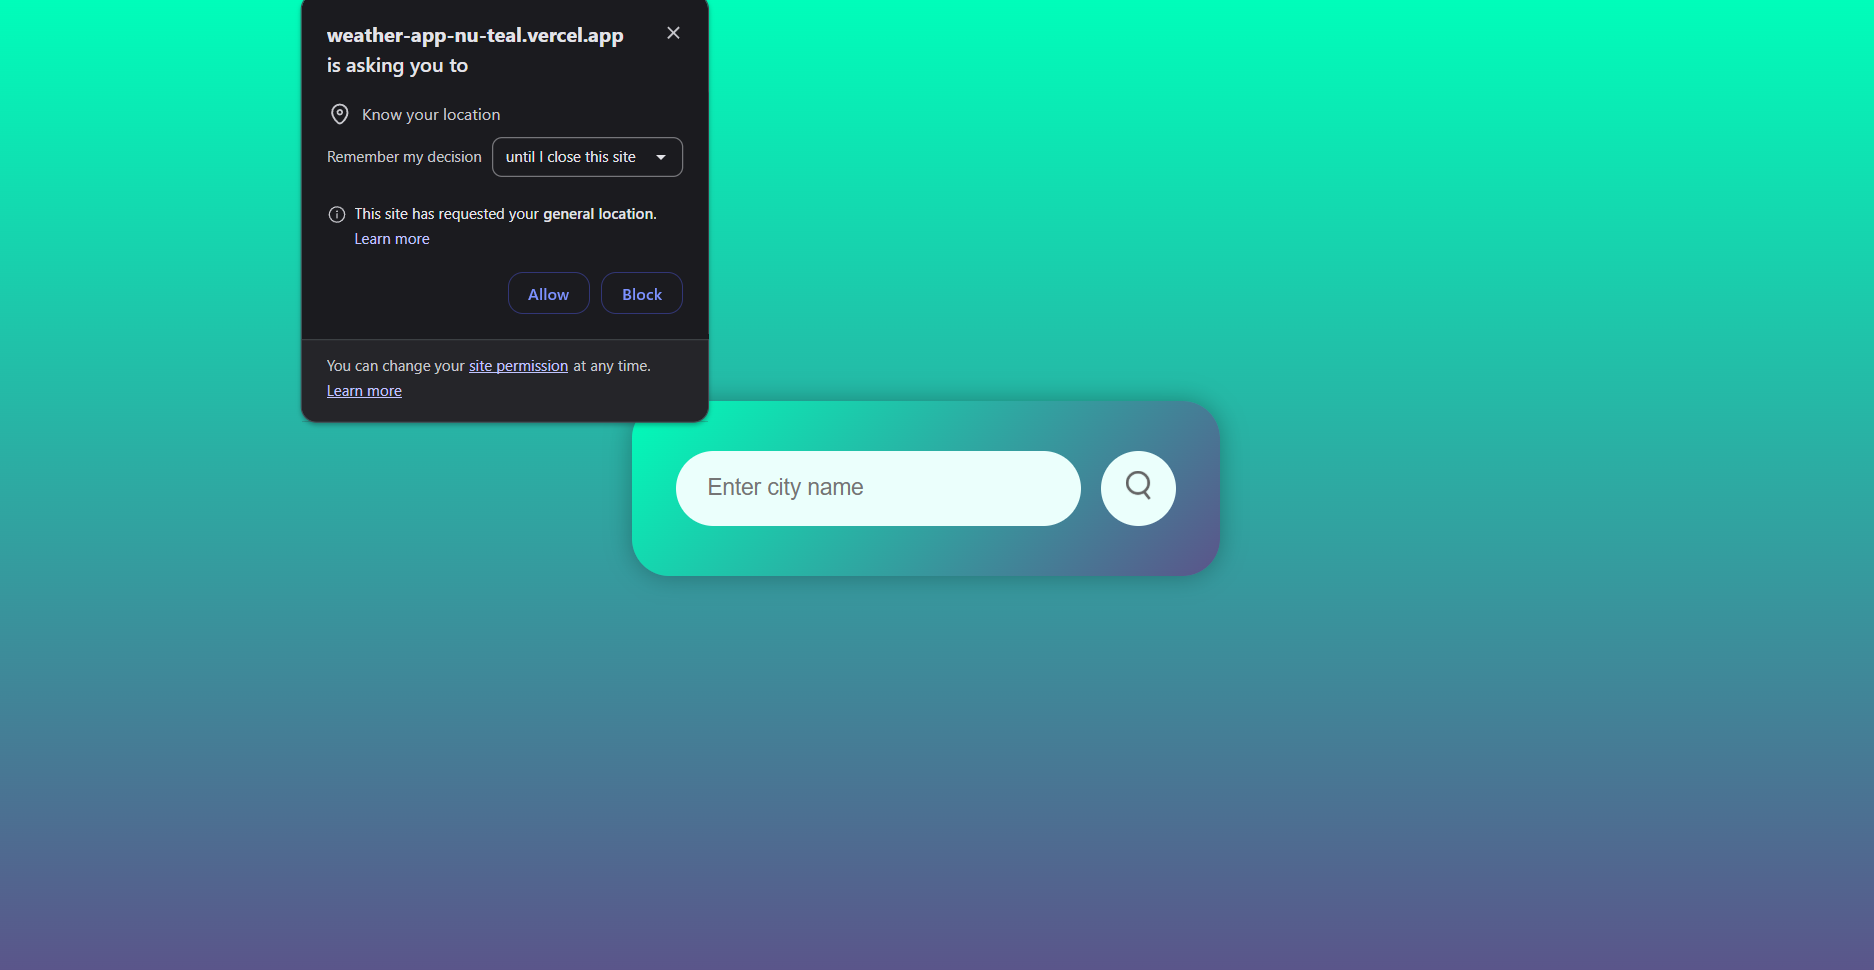 weather-app-nu-teal.vercel.app
is asking you to
Know your location
Remember my decision until I close this site
This site has requested your general location.
Learn more
Allow Block
You can change your site permission at any time.
Learn more
Enter city name